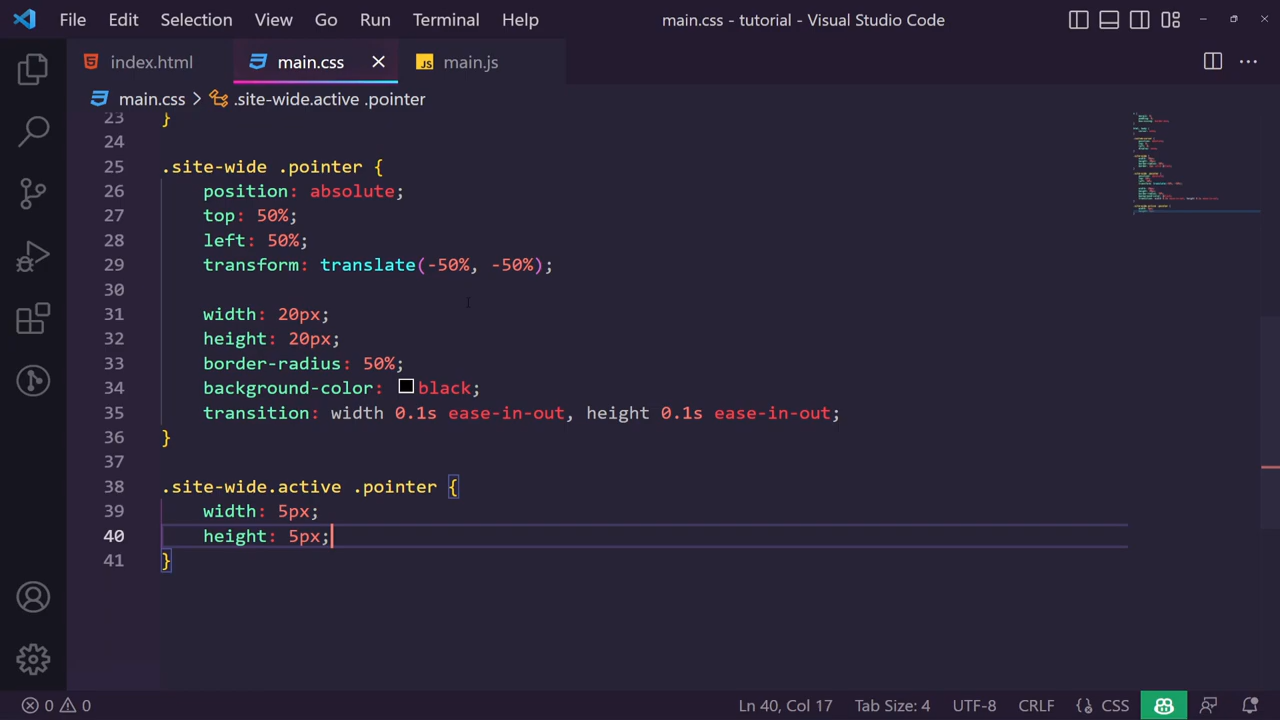 File Edit Selection View Go Run Terminal Help main.css - tutorial - Visual Studio Code
index.html main.css JS main.js
main.css > .site-wide.active .pointer
23 }
24
25 .site-wide .pointer {
26 position: absolute;
27 top: 50%;
28 left: 50%;
29 transform: translate(-50%, -50%);
30
31 width: 20px;
32 height: 20px;
33 border-radius: 50%;
34 background-color: black;
35 transition: width 0.1s ease-in-out, height 0.1s ease-in-out;
36 }
37
38 .site-wide.active .pointer {
39 width: 5px;
40 height: 5px;
41 }
0 0 Ln 40, Col 17 Tab Size: 4 UTF-8 CRLF {} CSS